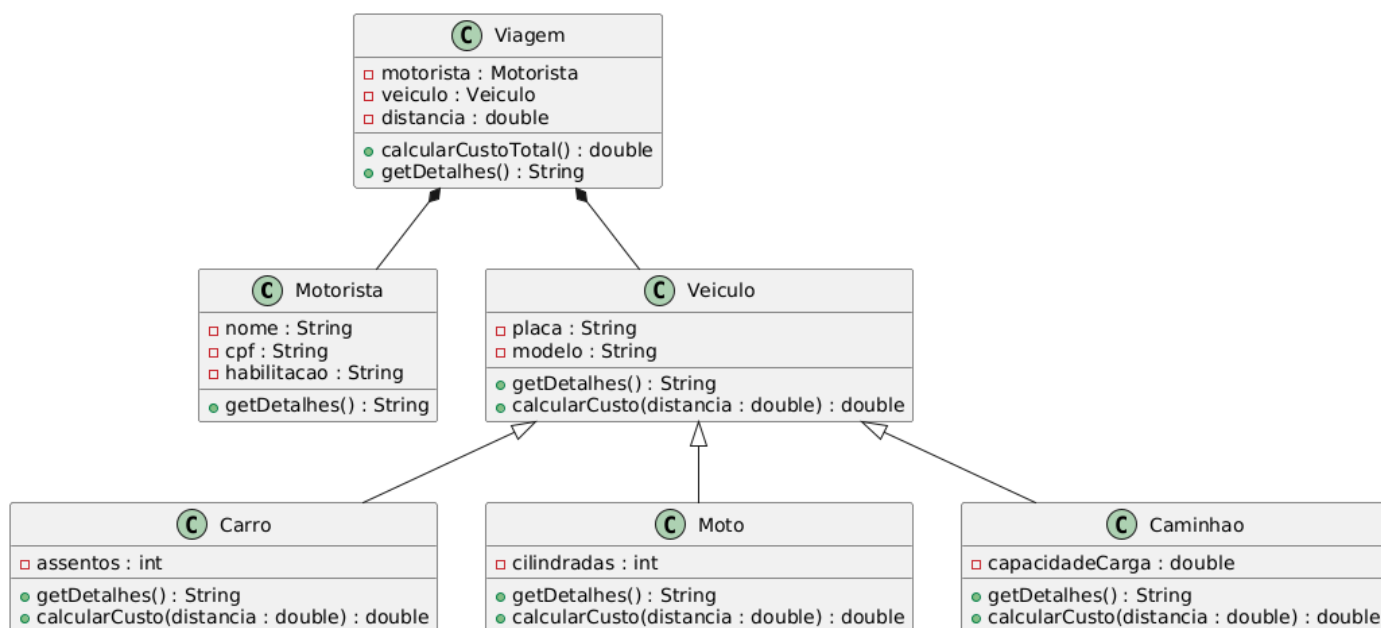 C Viagem
motorista : Motorista
veiculo : Veiculo
distancia : double
calcularCustoTotal() : double
getDetalhes() : String
C Motorista
nome : String
cpf : String
habilitacao : String
getDetalhes() : String
C Veiculo
placa : String
modelo : String
getDetalhes() : String
calcularCusto(distancia : double) : double
C Carro
assentos : int
getDetalhes() : String
calcularCusto(distancia : double) : double
C Moto
cilindradas : int
getDetalhes() : String
calcularCusto(distancia : double) : double
C Caminhao
capacidadeCarga : double
getDetalhes() : String
calcularCusto(distancia : double) : double